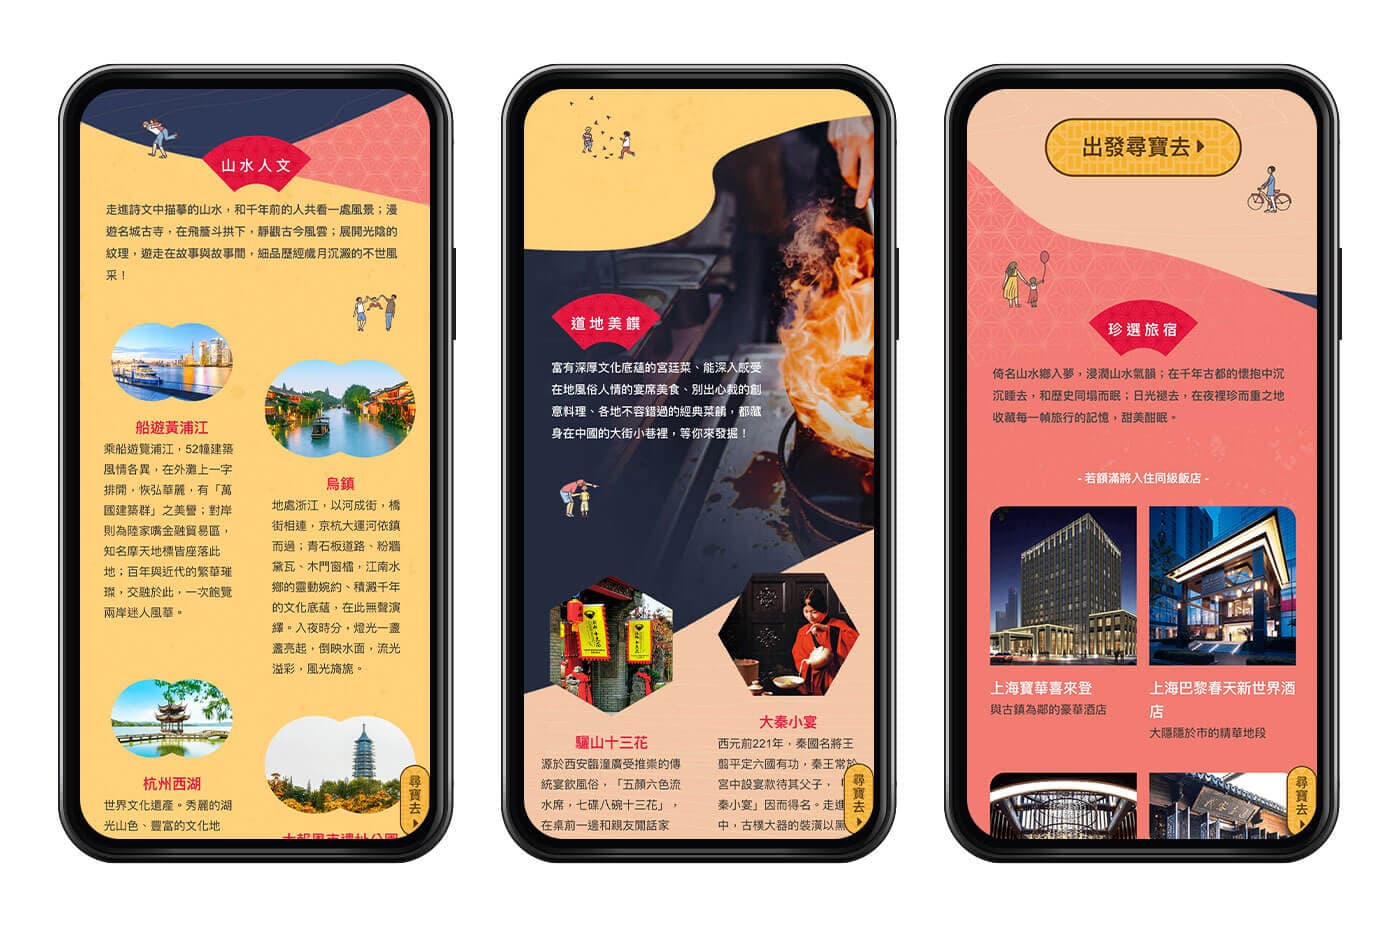 山水人文
走進詩文中描摹的山水，和千年前的人共看一處風景；漫
遊名城古寺，在飛簷斗拱下，靜觀古今風雲；展開光陰的
紋理，遊走在故事與故事間，細品歷經歲月沉澱的不世風
采！
船遊黃浦江
乘船遊覽浦江，52幢建築
風情各異，在外灘上一字
排開，恢弘華麗，有「萬
國建築群」之美譽；對岸
則為陸家嘴金融貿易區，
知名摩天地標皆座落此
地；百年與近代的繁華璀
璨，交融於此，一次飽覽
兩岸迷人風華。
烏鎮
地處浙江，以河成街，橋
街相連，京杭大運河依鎮
而過；青石板道路、粉牆
黛瓦、木門窗櫺，江南水
鄉的靈動婉約、積澱千年
的文化底蘊，在此無聲演
繹。入夜時分，燈光一盞
盞亮起，倒映水面，流光
溢彩，風光旖旎。
杭州西湖
世界文化遺產。秀麗的湖
光山色、豐富的文化地
尋寶去
道地美饌
富有深厚文化底蘊的宮廷菜、能深入感受
在地風俗人情的宴席美食、別出心裁的創
意料理、各地不容錯過的經典菜餚，都藏
身在中國的大街小巷裡，等你來發掘！
驪山十三花
源於西安臨潼廣受推崇的傳
統宴飲風俗，「五顏六色流
水席，七碟八碗十三花」，
在桌前一邊和親友閒話家
大秦小宴
西元前221年，秦國名將王
翦平定六國有功，秦王常於
宮中設宴款待其父子，「
秦小宴」因而得名。走進
中，古樸大器的裝潢以黑
尋寶去
出發尋寶去
珍選旅宿
倚名山水鄉入夢，浸潤山水氣韻；在千年古都的懷抱中沉
沉睡去，和歷史同塌而眠；日光褪去，在夜裡珍而重之地
收藏每一幀旅行的記憶，甜美酣眠。
- 若額滿將入住同級飯店 -
上海寶華喜來登
與古鎮為鄰的豪華酒店
上海巴黎春天新世界酒
店
大隱隱於市的精華地段
尋寶去